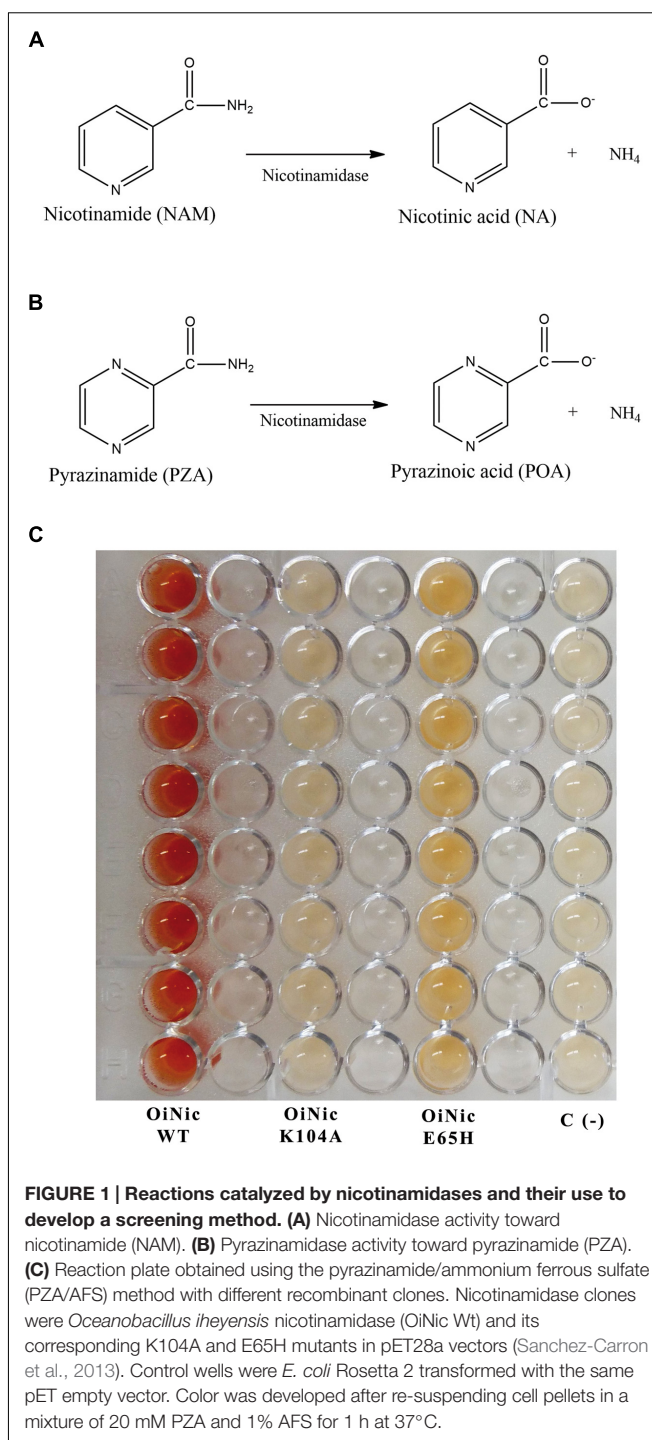 A
O
C
NH2
N
Nicotinamide (NAM)
Nicotinamidase
O
C
O-
N
Nicotinic acid (NA)
+ NH4
B
O
N
C
NH2
N
Pyrazinamide (PZA)
Nicotinamidase
O
N
C
O-
N
Pyrazinoic acid (POA)
+ NH4
C
OiNic WT
OiNic K104A
OiNic E65H
C (-)
FIGURE 1 | Reactions catalyzed by nicotinamidases and their use to
develop a screening method. (A) Nicotinamidase activity toward
nicotinamide (NAM). (B) Pyrazinamidase activity toward pyrazinamide (PZA).
(C) Reaction plate obtained using the pyrazinamide/ammonium ferrous sulfate
(PZA/AFS) method with different recombinant clones. Nicotinamidase clones
were Oceanobacillus iheyensis nicotinamidase (OiNic Wt) and its
corresponding K104A and E65H mutants in pET28a vectors (Sanchez-Carron
et al., 2013). Control wells were E. coli Rosetta 2 transformed with the same
pET empty vector. Color was developed after re-suspending cell pellets in a
mixture of 20 mM PZA and 1% AFS for 1 h at 37°C.